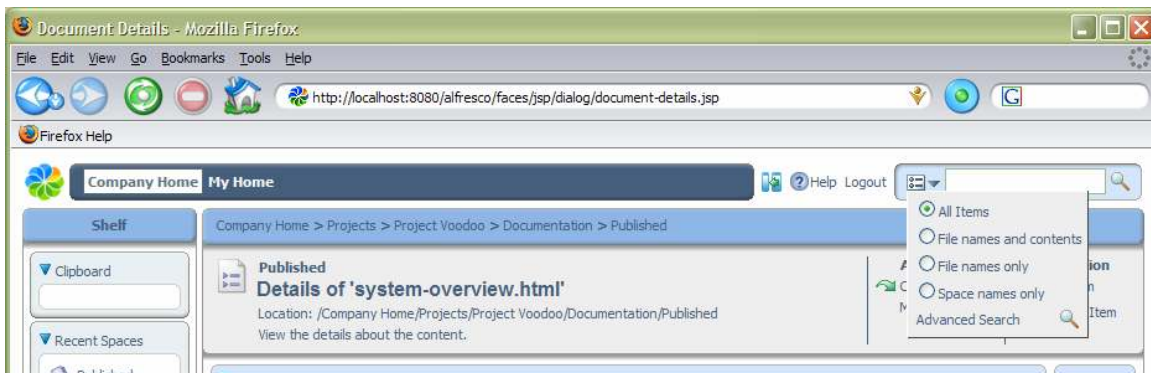 Document Details - Mozilla Firefox
File Edit View Go Bookmarks Tools Help
http://localhost:8080/alfresco/faces/jsp/dialog/document-details.jsp
G
Firefox Help
Company Home My Home
Help Logout
Shelf
Company Home > Projects > Project Voodoo > Documentation > Published
All Items
File names and contents
File names only
Space names only
Advanced Search
Clipboard
Published
Details of 'system-overview.html'
Location: /Company Home/Projects/Project Voodoo/Documentation/Published
View the details about the content.
Item
Recent Spaces